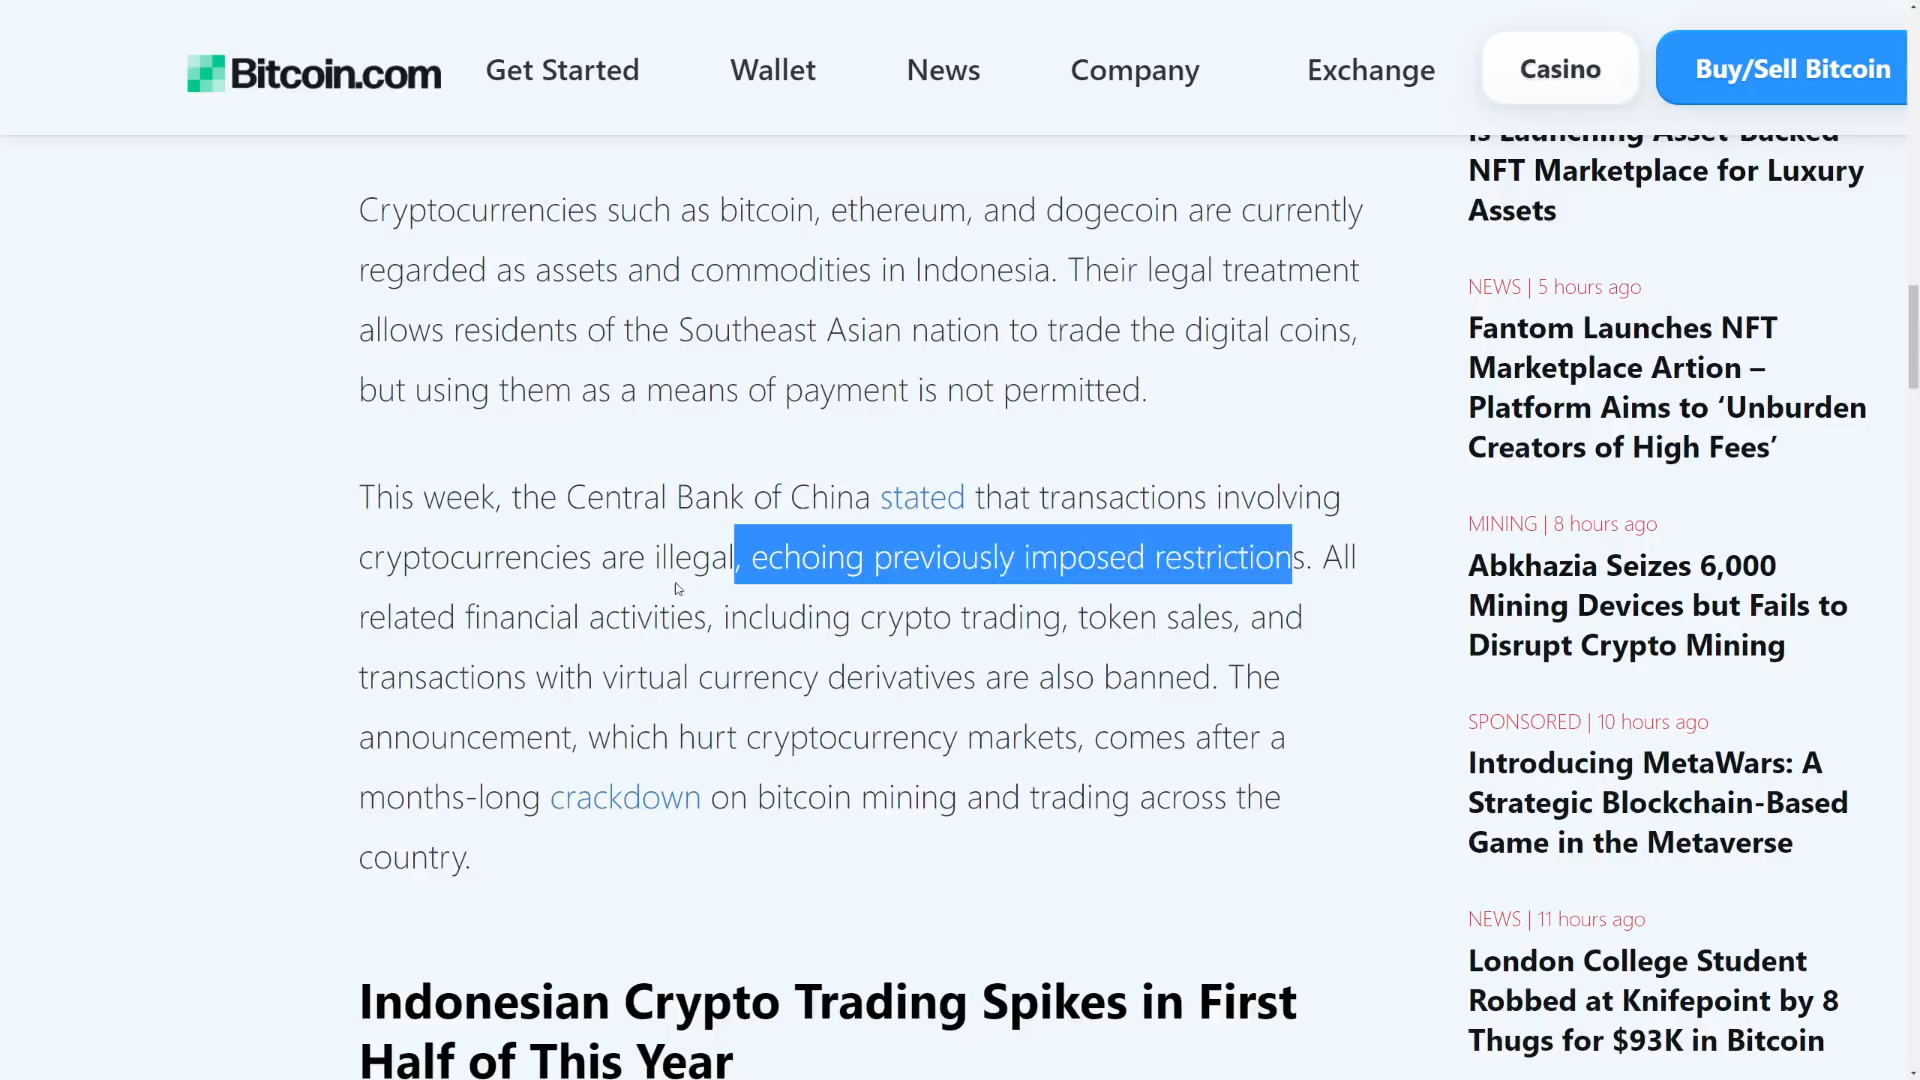 Bitcoin.com
Get Started
Wallet
News
Company
Exchange
Casino
Buy/Sell Bitcoin
Cryptocurrencies such as bitcoin, ethereum, and dogecoin are currently
regarded as assets and commodities in Indonesia. Their legal treatment
allows residents of the Southeast Asian nation to trade the digital coins,
but using them as a means of payment is not permitted.
This week, the Central Bank of China stated that transactions involving
cryptocurrencies are illegal, echoing previously imposed restrictions. All
related financial activities, including crypto trading, token sales, and
transactions with virtual currency derivatives are also banned. The
announcement, which hurt cryptocurrency markets, comes after a
months-long crackdown on bitcoin mining and trading across the
country.
Indonesian Crypto Trading Spikes in First
Half of This Year
is Launching Asset-Backed
NFT Marketplace for Luxury
Assets
NEWS | 5 hours ago
Fantom Launches NFT
Marketplace Artion –
Platform Aims to ‘Unburden
Creators of High Fees’
MINING | 8 hours ago
Abkhazia Seizes 6,000
Mining Devices but Fails to
Disrupt Crypto Mining
SPONSORED | 10 hours ago
Introducing MetaWars: A
Strategic Blockchain-Based
Game in the Metaverse
NEWS | 11 hours ago
London College Student
Robbed at Knifepoint by 8
Thugs for $93K in Bitcoin